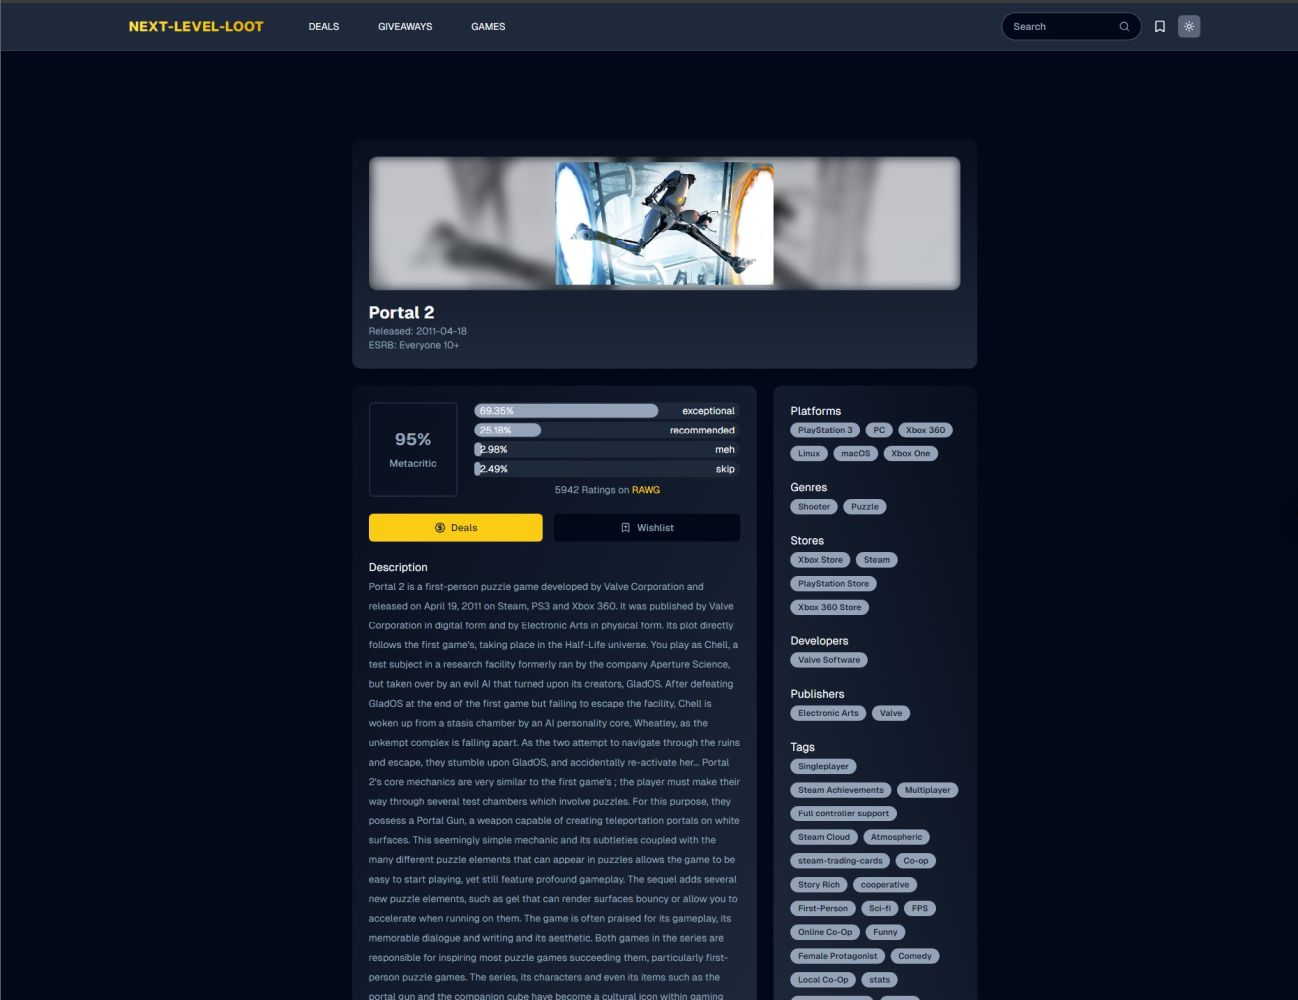 NEXT-LEVEL-LOOT
DEALS
GIVEAWAYS
GAMES
Search
Portal 2
Released: 2011-04-18
ESRB: Everyone 10+
95%
Metacritic
69.35% exceptional
25.18% recommended
2.98% meh
2.49% skip
5942 Ratings on RAWG
Deals
Wishlist
Description
Portal 2 is a first-person puzzle game developed by Valve Corporation and
released on April 19, 2011 on Steam, PS3 and Xbox 360. It was published by Valve
Corporation in digital form and by Electronic Arts in physical form. Its plot directly
follows the first game's, taking place in the Half-Life universe. You play as Chell, a
test subject in a research facility formerly ran by the company Aperture Science,
but taken over by an evil AI that turned upon its creators, GladOS. After defeating
GladOS at the end of the first game but failing to escape the facility, Chell is
woken up from a stasis chamber by an AI personality core, Wheatley, as the
unkempt complex is falling apart. As the two attempt to navigate through the ruins
and escape, they stumble upon GladOS, and accidentally re-activate her... Portal
2's core mechanics are very similar to the first game's ; the player must make their
way through several test chambers which involve puzzles. For this purpose, they
possess a Portal Gun, a weapon capable of creating teleportation portals on white
surfaces. This seemingly simple mechanic and its subtleties coupled with the
many different puzzle elements that can appear in puzzles allows the game to be
easy to start playing, yet still feature profound gameplay. The sequel adds several
new puzzle elements, such as gel that can render surfaces bouncy or allow you to
accelerate when running on them. The game is often praised for its gameplay, its
memorable dialogue and writing and its aesthetic. Both games in the series are
responsible for inspiring most puzzle games succeeding them, particularly first-
person puzzle games. The series, its characters and even its items such as the
portal gun and the companion cube have become a cultural icon within gaming
Platforms
PlayStation 3
PC
Xbox 360
Linux
macOS
Xbox One
Genres
Shooter
Puzzle
Stores
Xbox Store
Steam
PlayStation Store
Xbox 360 Store
Developers
Valve Software
Publishers
Electronic Arts
Valve
Tags
Singleplayer
Steam Achievements
Multiplayer
Full controller support
Steam Cloud
Atmospheric
steam-trading-cards
Co-op
Story Rich
cooperative
First-Person
Sci-fi
FPS
Online Co-Op
Funny
Female Protagonist
Comedy
Local Co-Op
stats